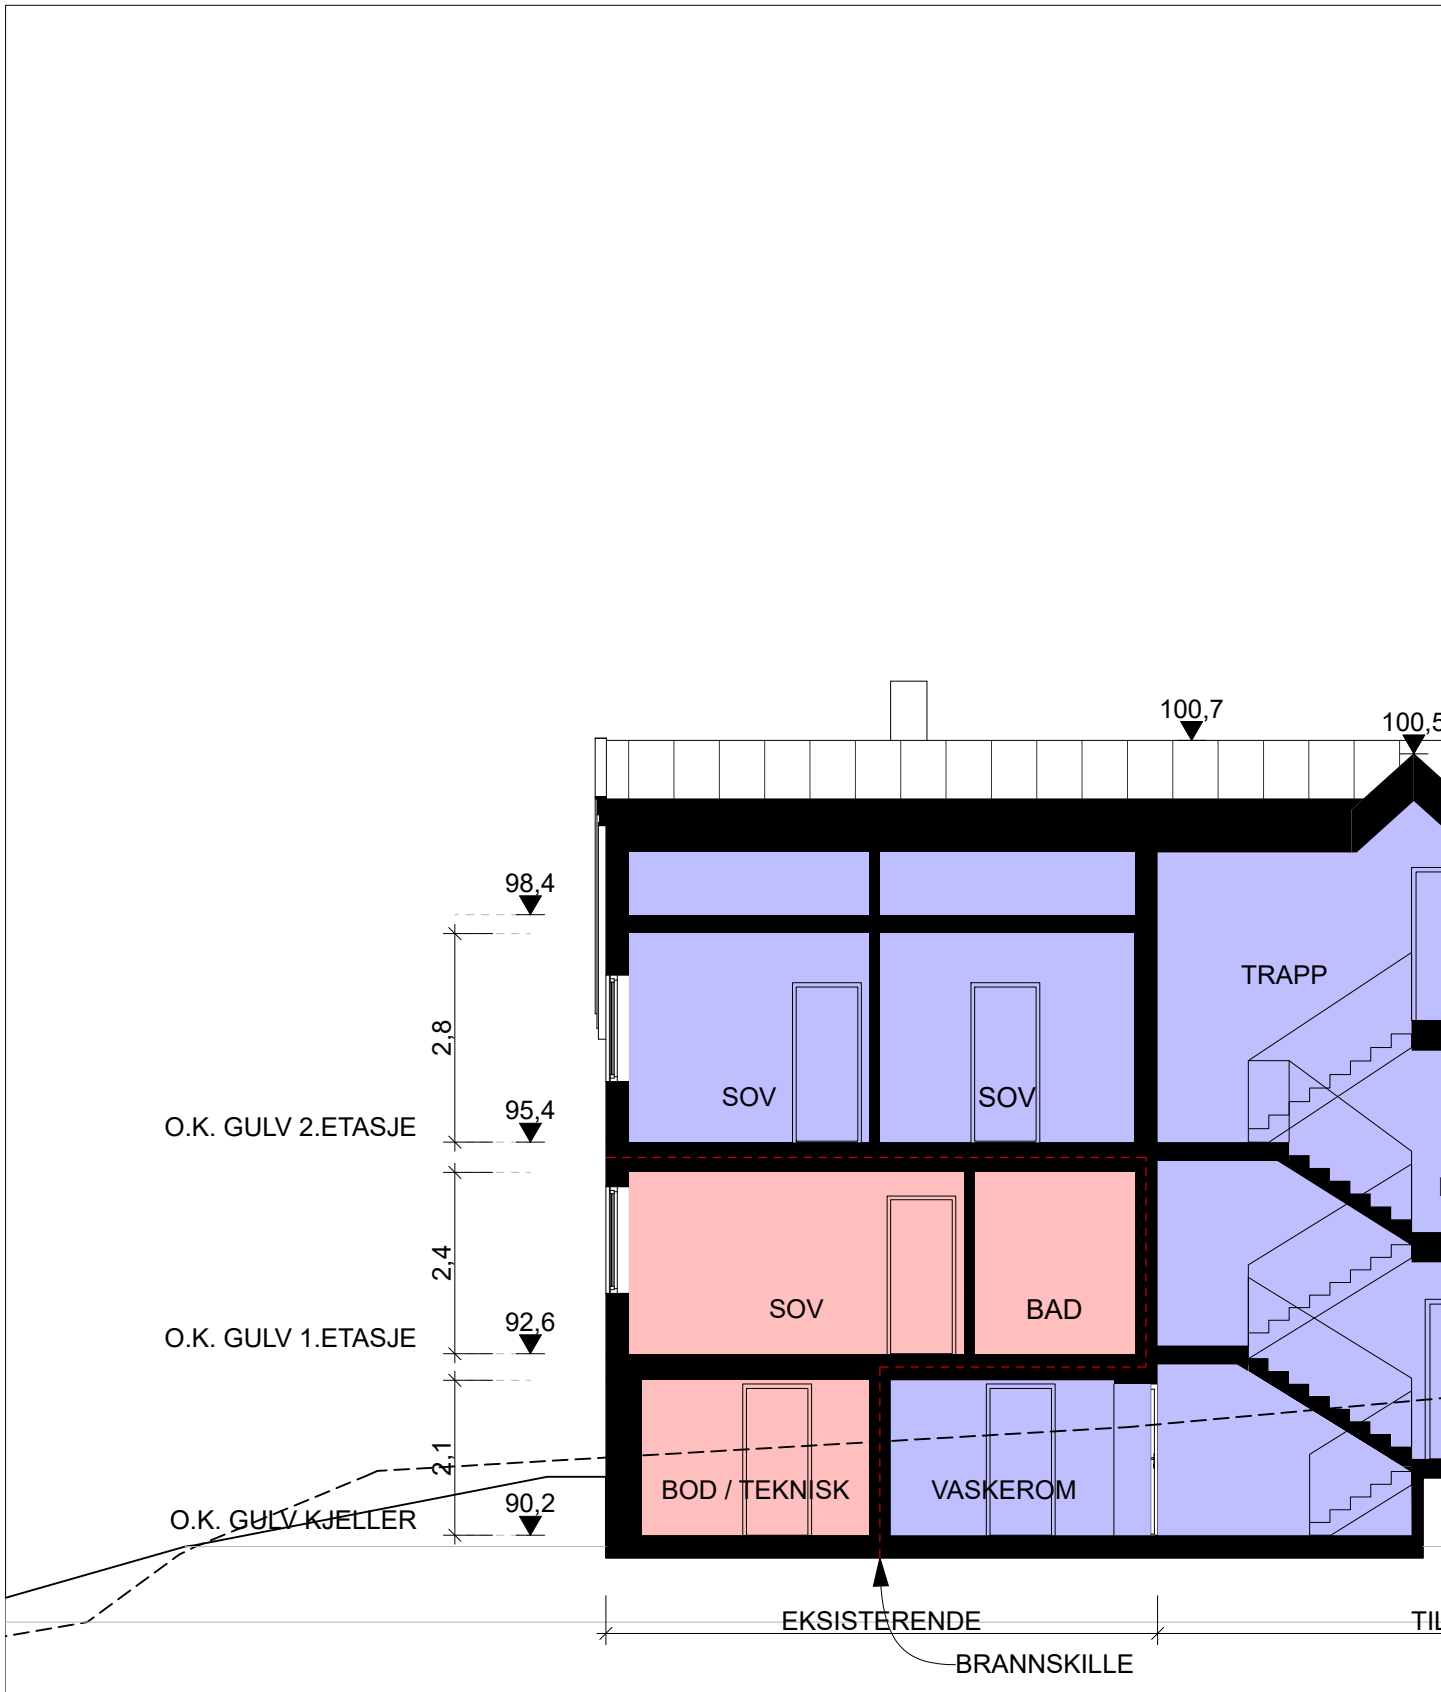 100,7
100,5
98,4
TRAPP
2,8
SOV
SOV
95,4
O.K. GULV 2.ETASJE
2,4
SOV
BAD
92,6
O.K. GULV 1.ETASJE
2,1
BOD / TEKNISK
VASKEROM
90,2
O.K. GULV KJELLER
EKSISTERENDE
TIL
BRANNSKILLE